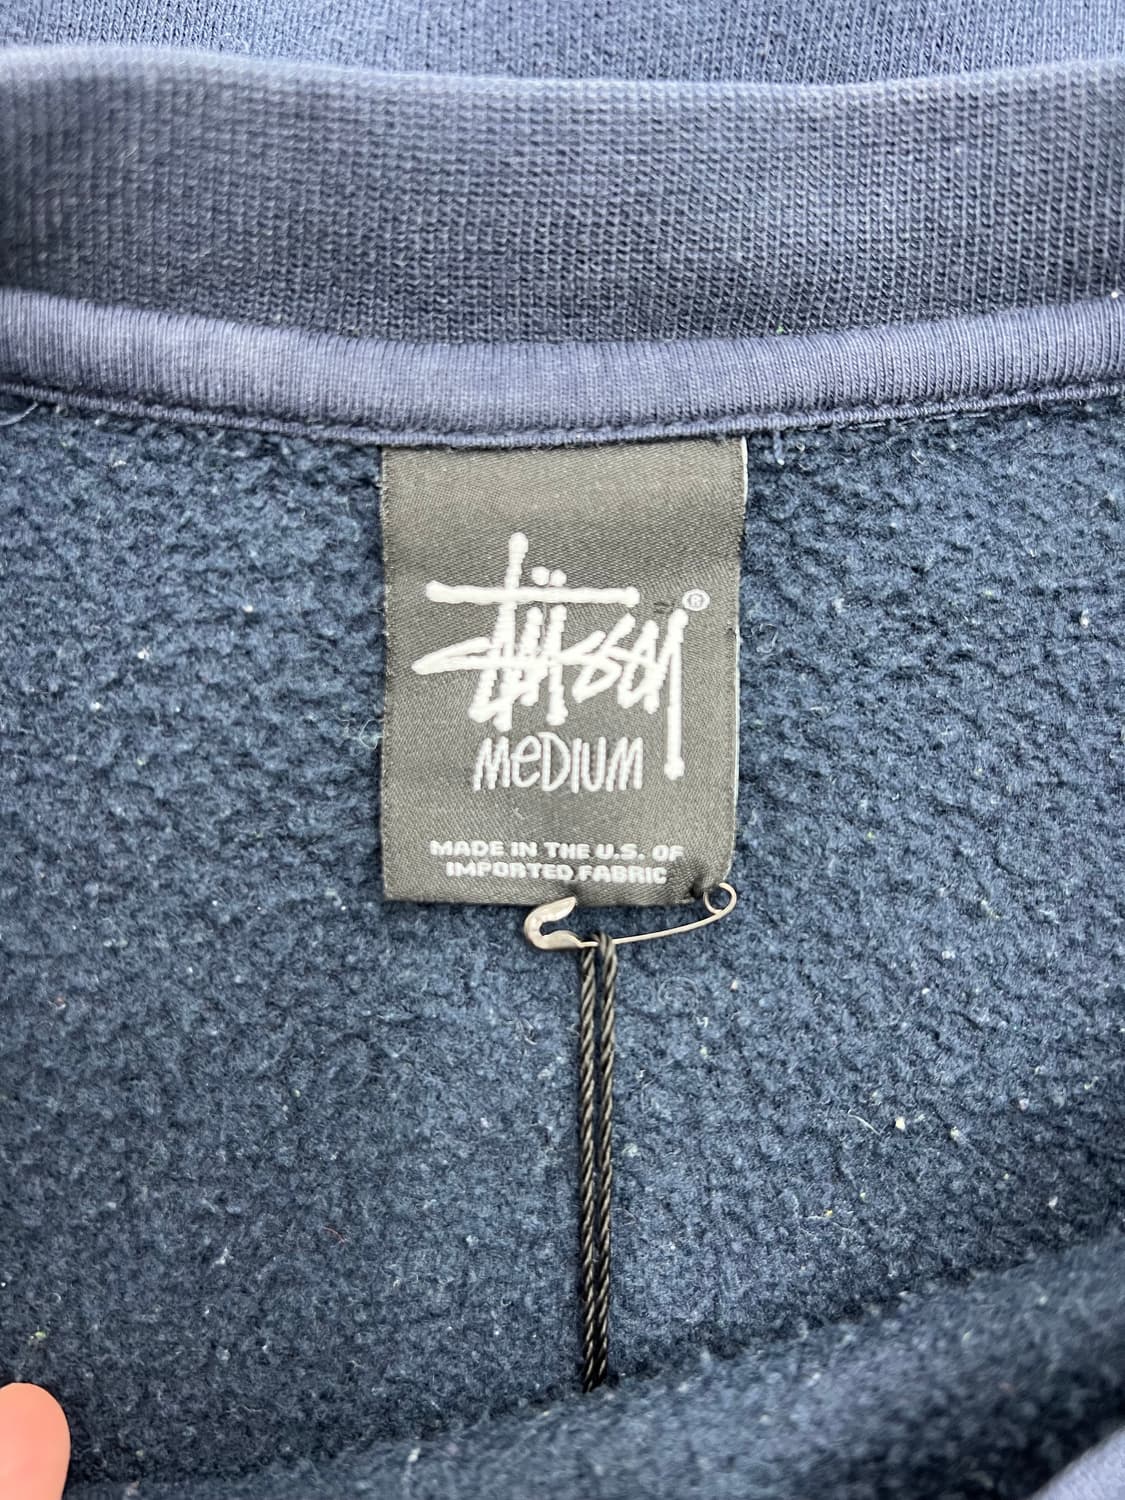 Stüssy ®
MeDIUM
MADE IN THE U.S. OF
IMPORTED FABRIC